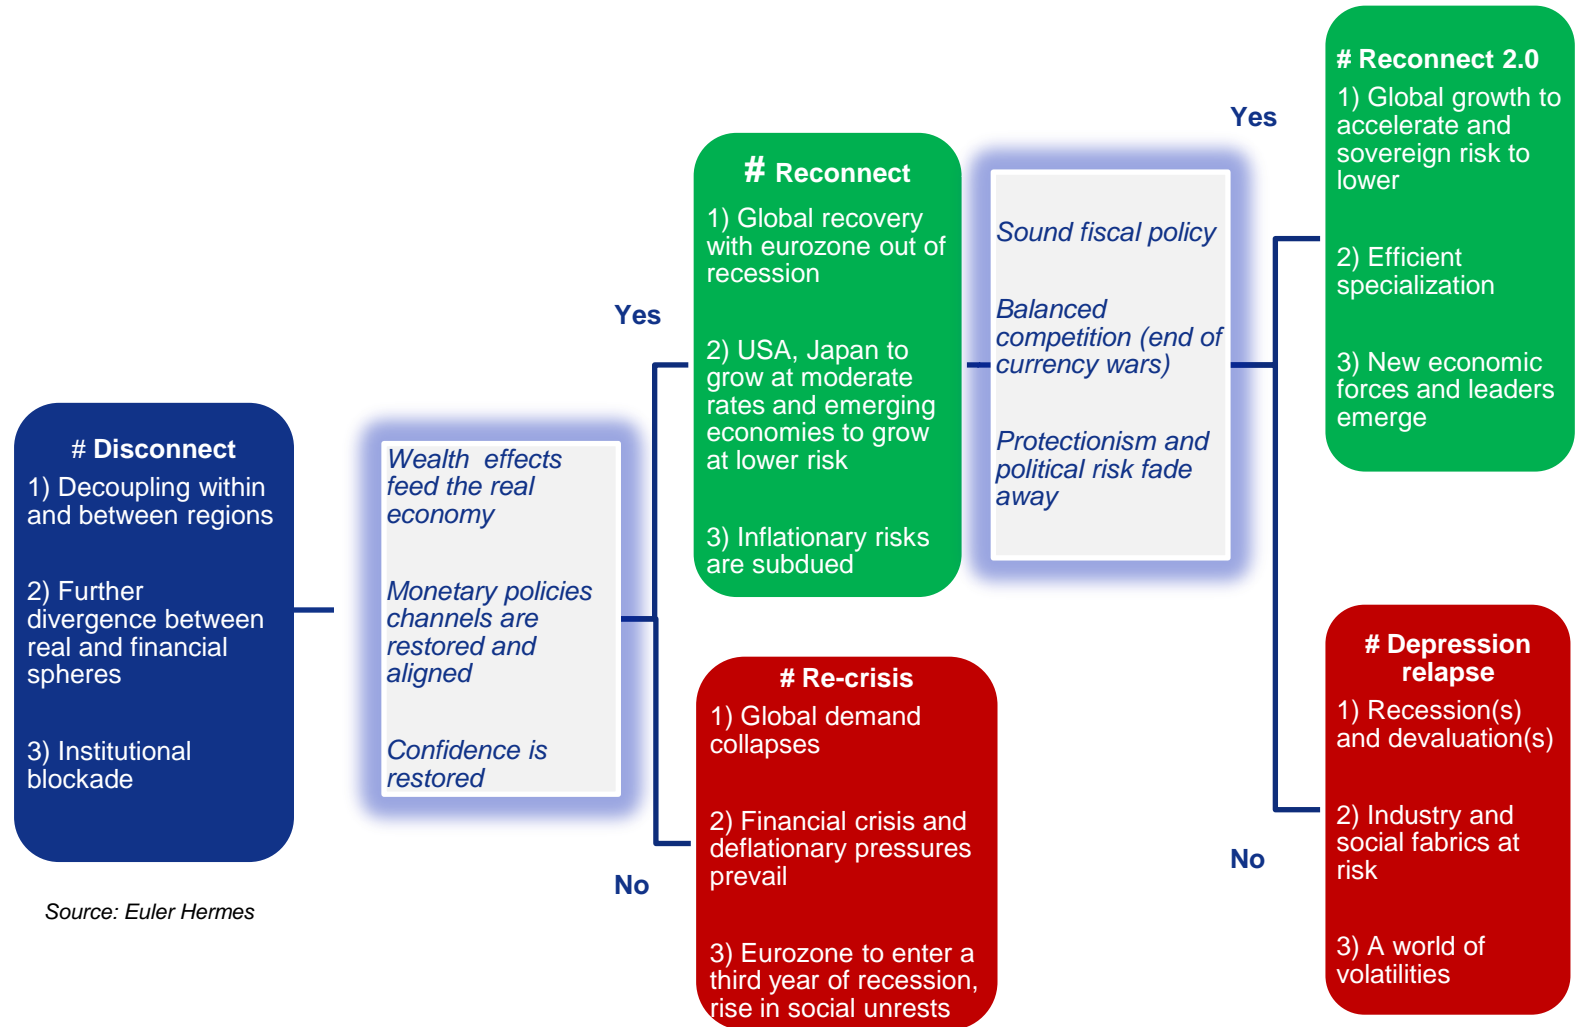 # Disconnect
1) Decoupling within
and between regions
2) Further
divergence between
real and financial
spheres
3) Institutional
blockade
Source: Euler Hermes
Wealth effects
feed the real
economy
Monetary policies
channels are
restored and
aligned
Confidence is
restored
Yes
No
# Reconnect
1) Global recovery
with eurozone out of
recession
2) USA, Japan to
grow at moderate
rates and emerging
economies to grow
at lower risk
3) Inflationary risks
are subdued
# Re-crisis
1) Global demand
collapses
2) Financial crisis and
deflationary pressures
prevail
3) Eurozone to enter a
third year of recession,
rise in social unrests
Sound fiscal policy
Balanced
competition (end of
currency wars)
Protectionism and
political risk fade
away
Yes
No
# Reconnect 2.0
1) Global growth to
accelerate and
sovereign risk to
lower
2) Efficient
specialization
3) New economic
forces and leaders
emerge
# Depression
relapse
1) Recession(s)
and devaluation(s)
2) Industry and
social fabrics at
risk
3) A world of
volatilities